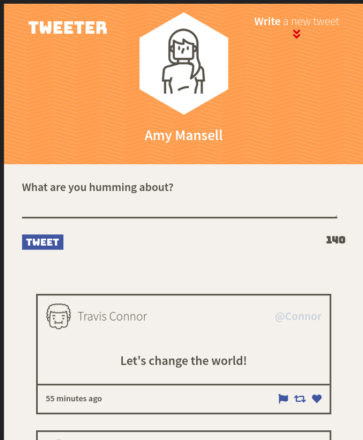 TWEETER
Write a new tweet
Amy Mansell
What are you humming about?
TWEET
140
Travis Connor
@Connor
Let's change the world!
55 minutes ago